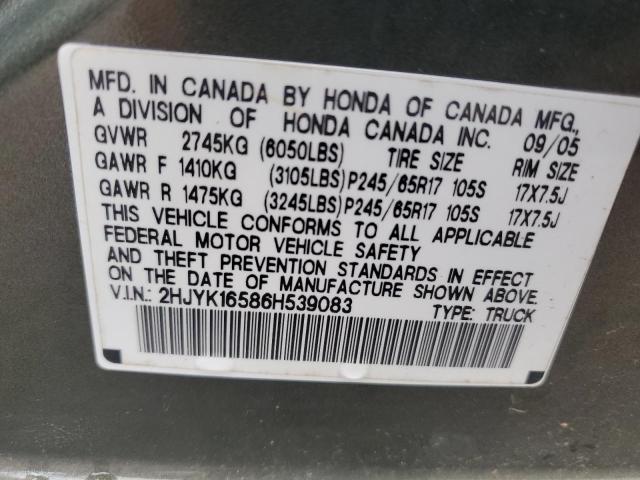 MFD. IN CANADA BY HONDA OF CANADA MFG.,
A DIVISION OF HONDA CANADA INC. 09/05
GVWR 2745KG (6050LBS) TIRE SIZE RIM SIZE
GAWR F 1410KG (3105LBS) P245/65R17 105S 17X7.5J
GAWR R 1475KG (3245LBS) P245/65R17 105S 17X7.5J
THIS VEHICLE CONFORMS TO ALL APPLICABLE
FEDERAL MOTOR VEHICLE SAFETY
AND THEFT PREVENTION STANDARDS IN EFFECT
ON THE DATE OF MANUFACTURE SHOWN ABOVE.
V.I.N.: 2HJYK16586H539083 TYPE: TRUCK